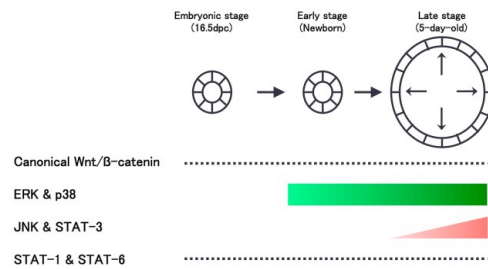 Embryonic stage
(16.5dpc)
Early stage
(Newborn)
Late stage
(5-day-old)
Canonical Wnt/β-catenin
ERK & p38
JNK & STAT-3
STAT-1 & STAT-6